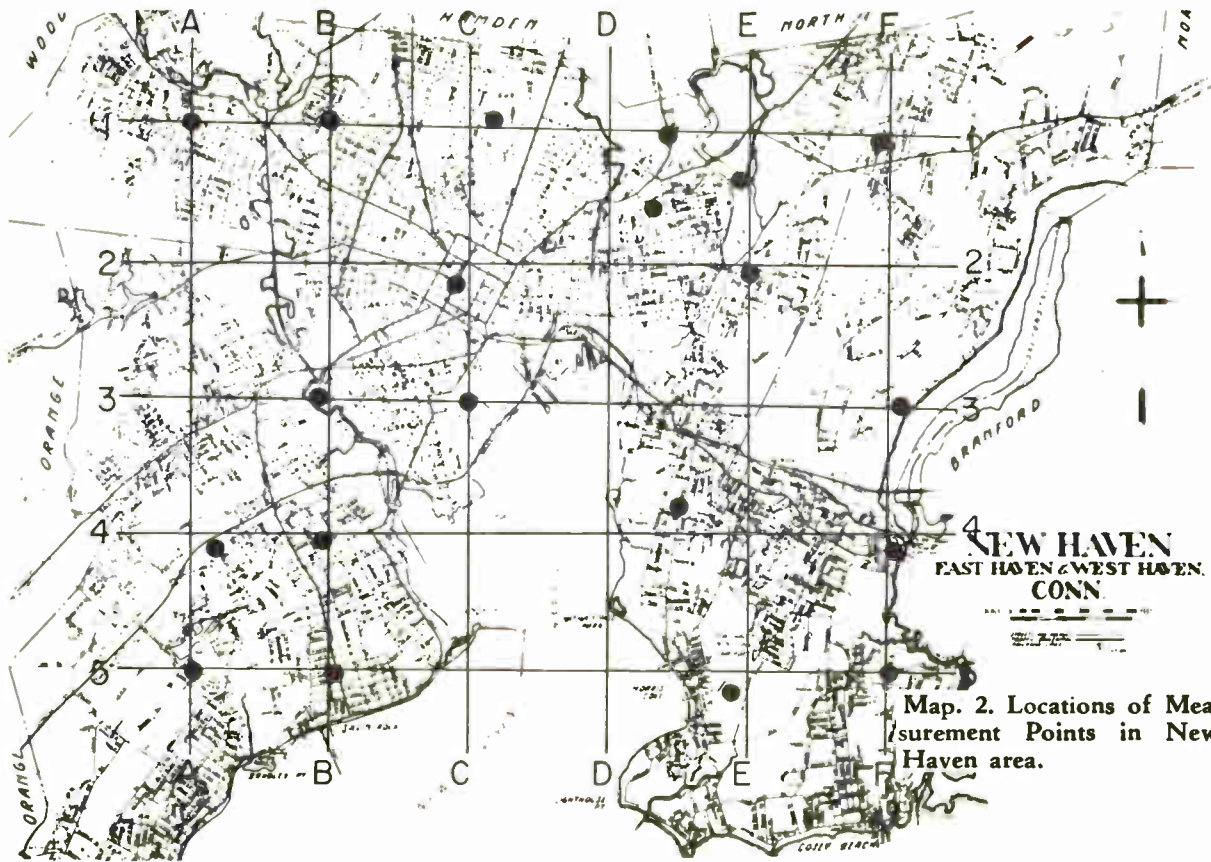 A B C D E F
HAMDEN
NORTH
1
2 2
3 3
ORANGE
BRANFORD
4 4
NEW HAVEN
EAST HAVEN & WEST HAVEN.
CONN.
5
Map. 2. Locations of Mea
surement Points in New
Haven area.
ORANGE
A B C D E F
COSEY BEACH